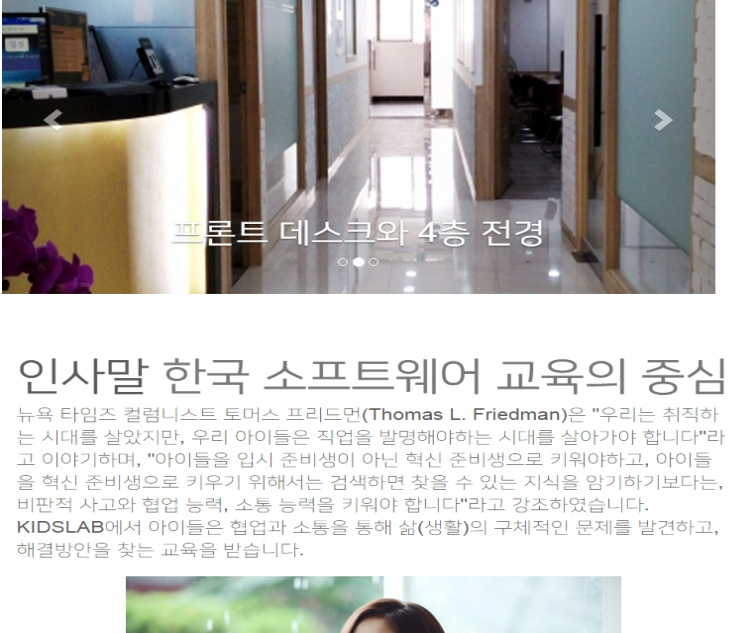 프론트 데스크와 4층 전경
인사말 한국 소프트웨어 교육의 중심
뉴욕 타임즈 컬럼니스트 토머스 프리드먼(Thomas L. Friedman)은 "우리는 취직하
는 시대를 살았지만, 우리 아이들은 직업을 발명해야하는 시대를 살아가야 합니다"라
고 이야기하며, "아이들을 입시 준비생이 아닌 혁신 준비생으로 키워야하고, 아이들
을 혁신 준비생으로 키우기 위해서는 검색하면 찾을 수 있는 지식을 암기하기보다는,
비판적 사고와 협업 능력, 소통 능력을 키워야 합니다"라고 강조하였습니다.
KIDSLAB에서 아이들은 협업과 소통을 통해 삶(생활)의 구체적인 문제를 발견하고,
해결방안을 찾는 교육을 받습니다.